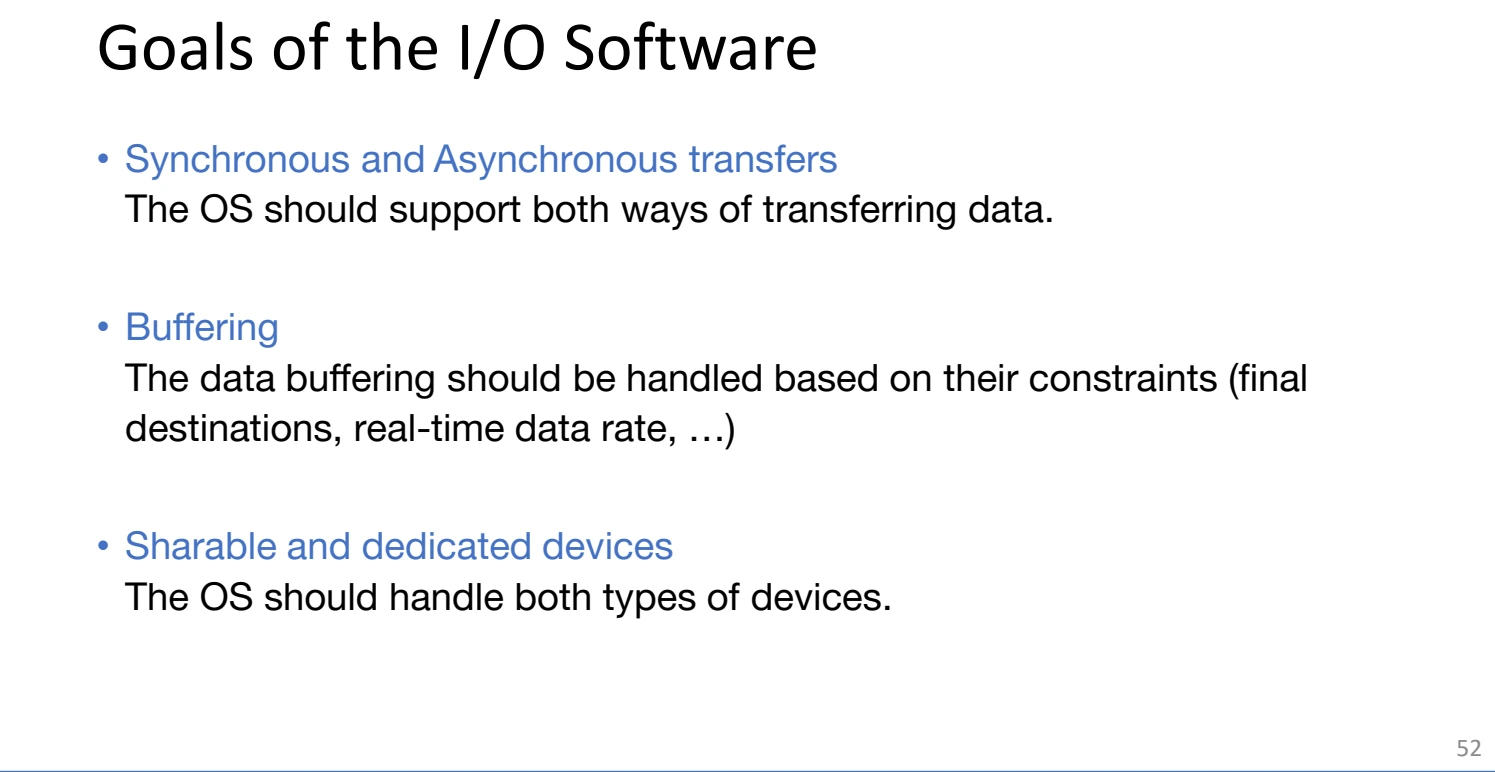 Goals of the I/O Software
• Synchronous and Asynchronous transfers
The OS should support both ways of transferring data.
• Buffering
The data buffering should be handled based on their constraints (final
destinations, real-time data rate, …)
• Sharable and dedicated devices
The OS should handle both types of devices.
52